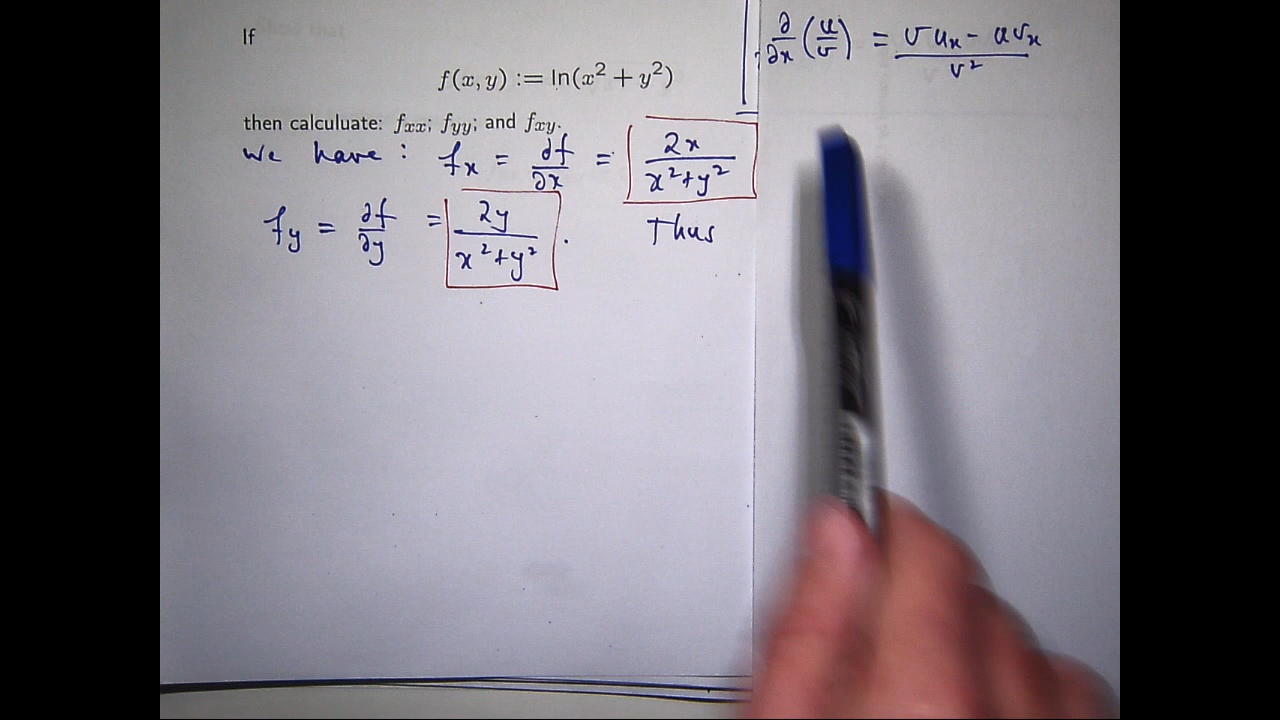 If
f(x, y) := ln(x² + y²)
then calculuate: fxx; fyy; and fxy.
We have : fx = ∂f/∂x = 2x/(x²+y²)
fy = ∂f/∂y = 2y/(x²+y²) . Thus
∂/∂x (u/v) = (v ux - u vx)/v²